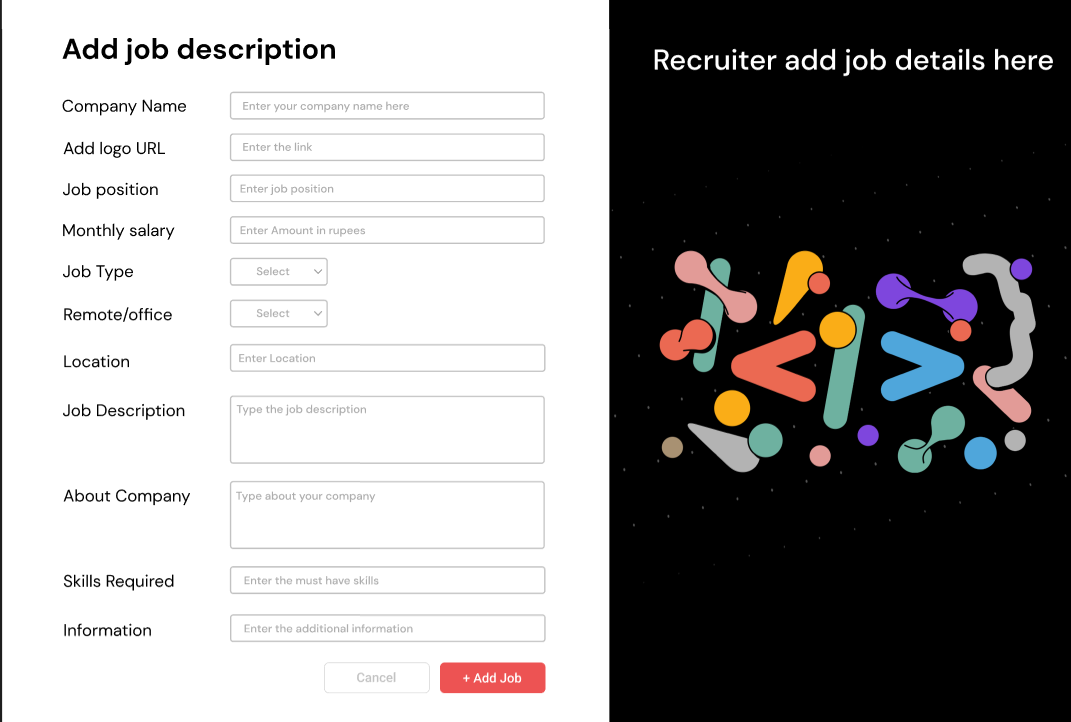 Add job description
Company Name
Enter your company name here
Add logo URL
Enter the link
Job position
Enter job position
Monthly salary
Enter Amount in rupees
Job Type
Select
Remote/office
Select
Location
Enter Location
Job Description
Type the job description
About Company
Type about your company
Skills Required
Enter the must have skills
Information
Enter the additional information
Cancel
+ Add Job
Recruiter add job details here